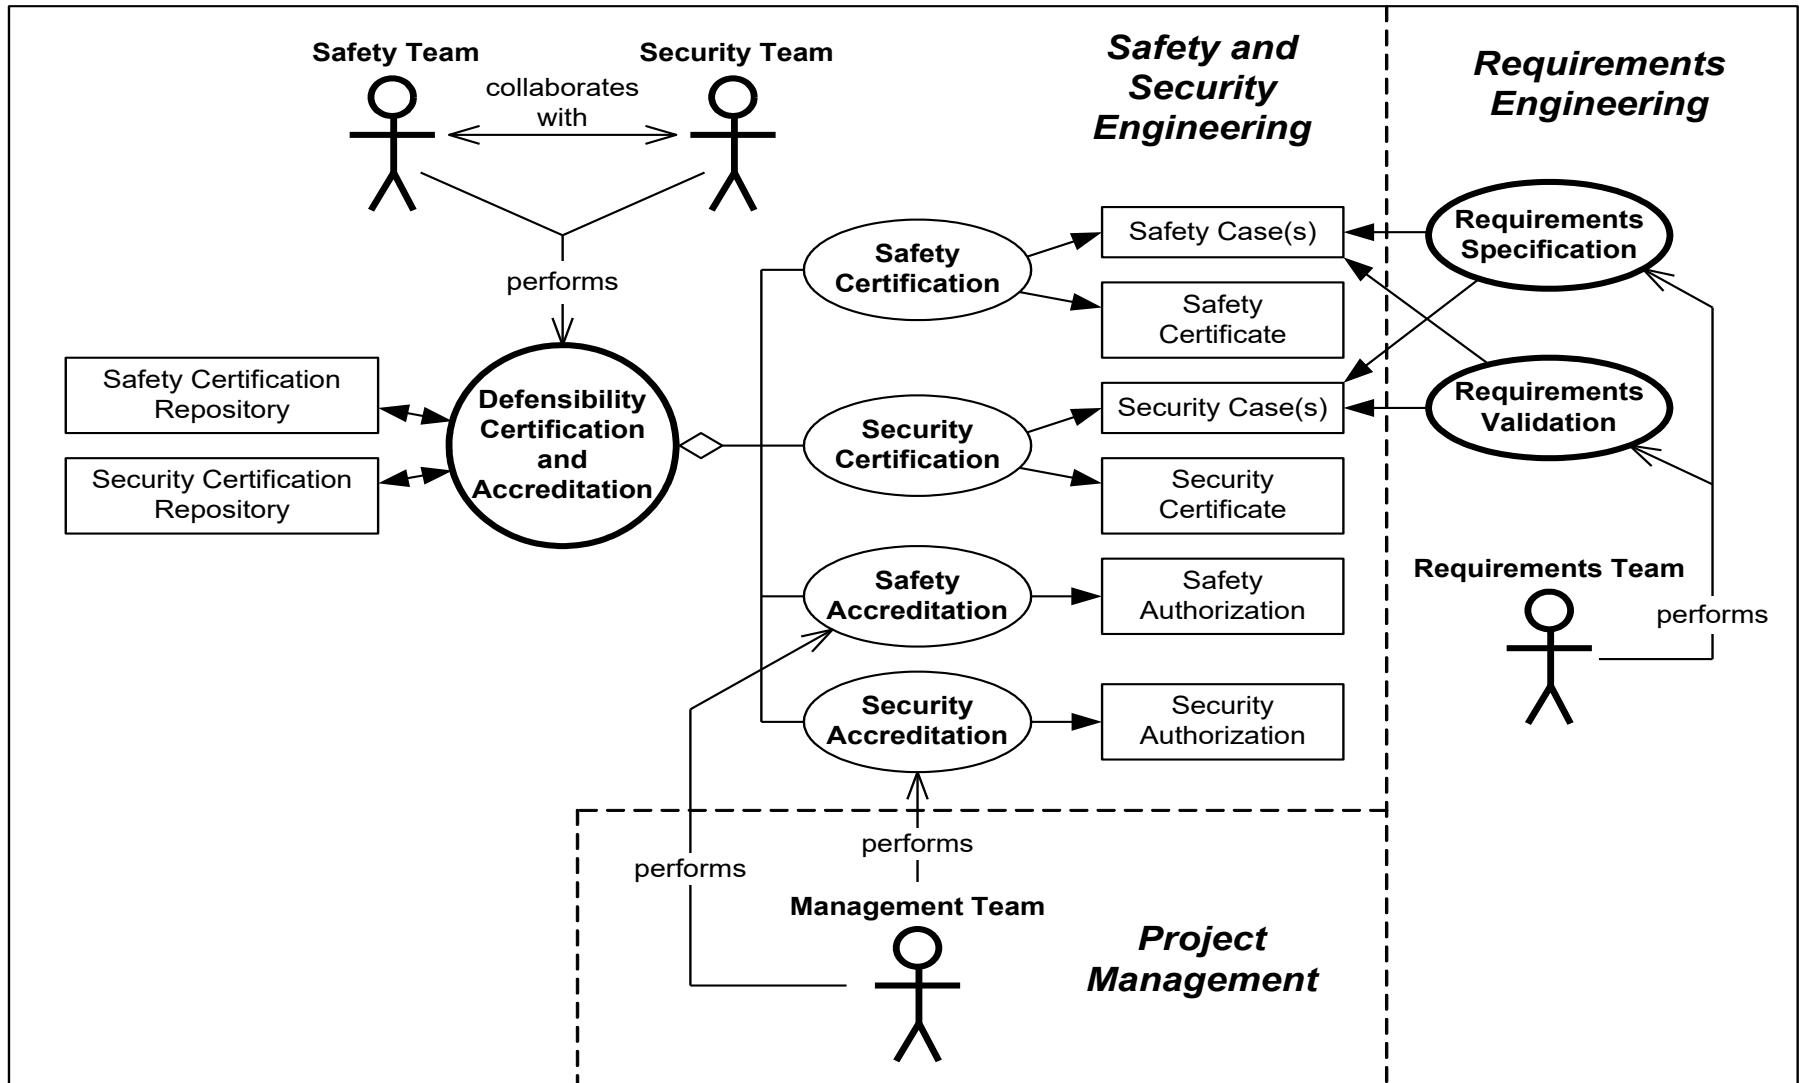 Safety Team
Security Team
collaborates
with
performs
Safety and
Security
Engineering
Requirements
Engineering
Safety Certification
Repository
Security Certification
Repository
Defensibility
Certification
and
Accreditation
Safety
Certification
Security
Certification
Safety
Accreditation
Security
Accreditation
Safety Case(s)
Safety
Certificate
Security Case(s)
Security
Certificate
Safety
Authorization
Security
Authorization
Requirements
Specification
Requirements
Validation
Requirements Team
performs
performs
performs
Management Team
Project
Management